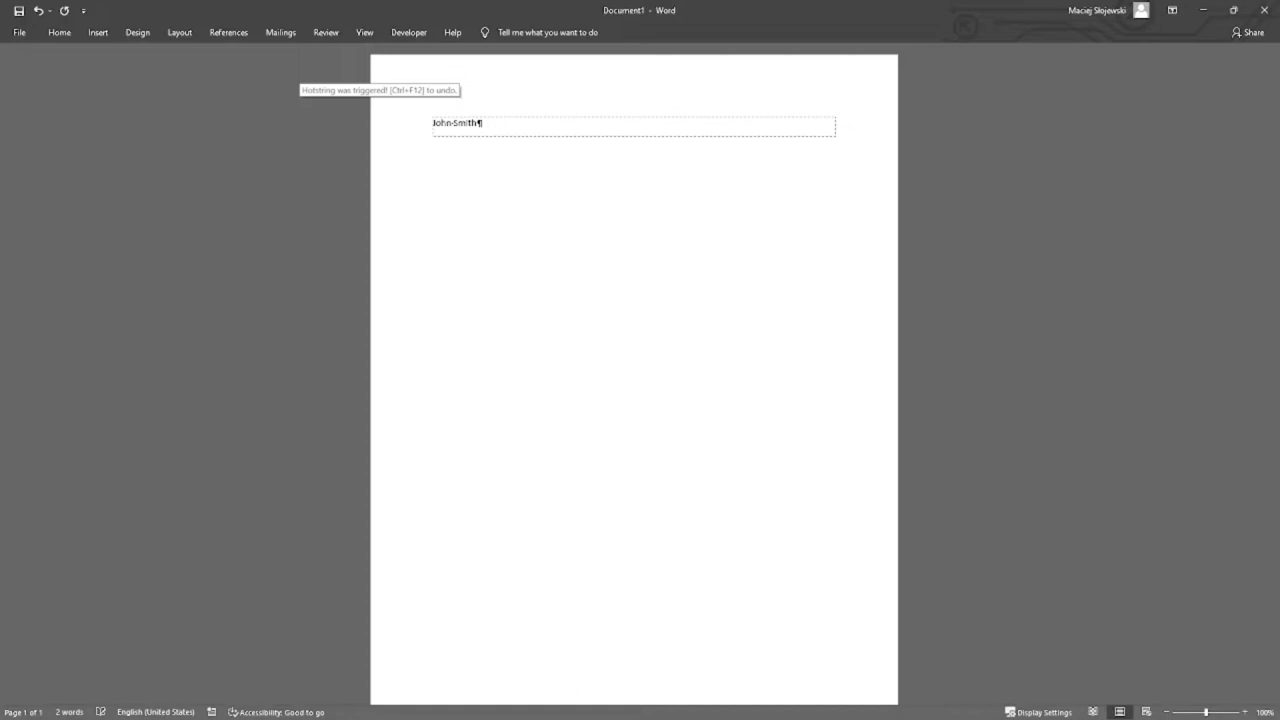 Document1 - Word
Maciej Słojewski
File Home Insert Design Layout References Mailings Review View Developer Help Tell me what you want to do Share
Hotstring was triggered! [Ctrl+F12] to undo.
John·Smith¶
Page 1 of 1 2 words English (United States) Accessibility: Good to go Display Settings 100%